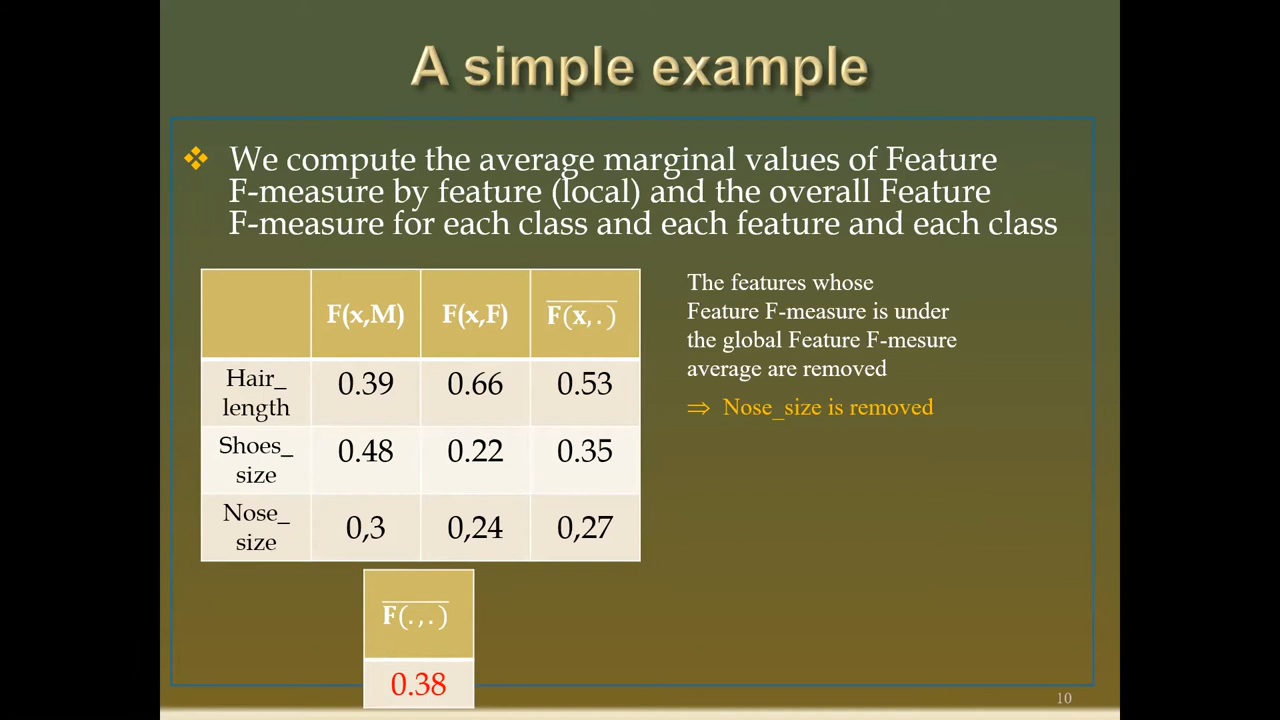 A simple example
❖ We compute the average marginal values of Feature
F-measure by feature (local) and the overall Feature
F-measure for each class and each feature and each class
F(x,M) F(x,F) F(x, . )
Hair_
length 0.39 0.66 0.53
Shoes_
size 0.48 0.22 0.35
Nose_
size 0,3 0,24 0,27
F(. , . )
0.38
The features whose
Feature F-measure is under
the global Feature F-mesure
average are removed
⇒ Nose_size is removed
10